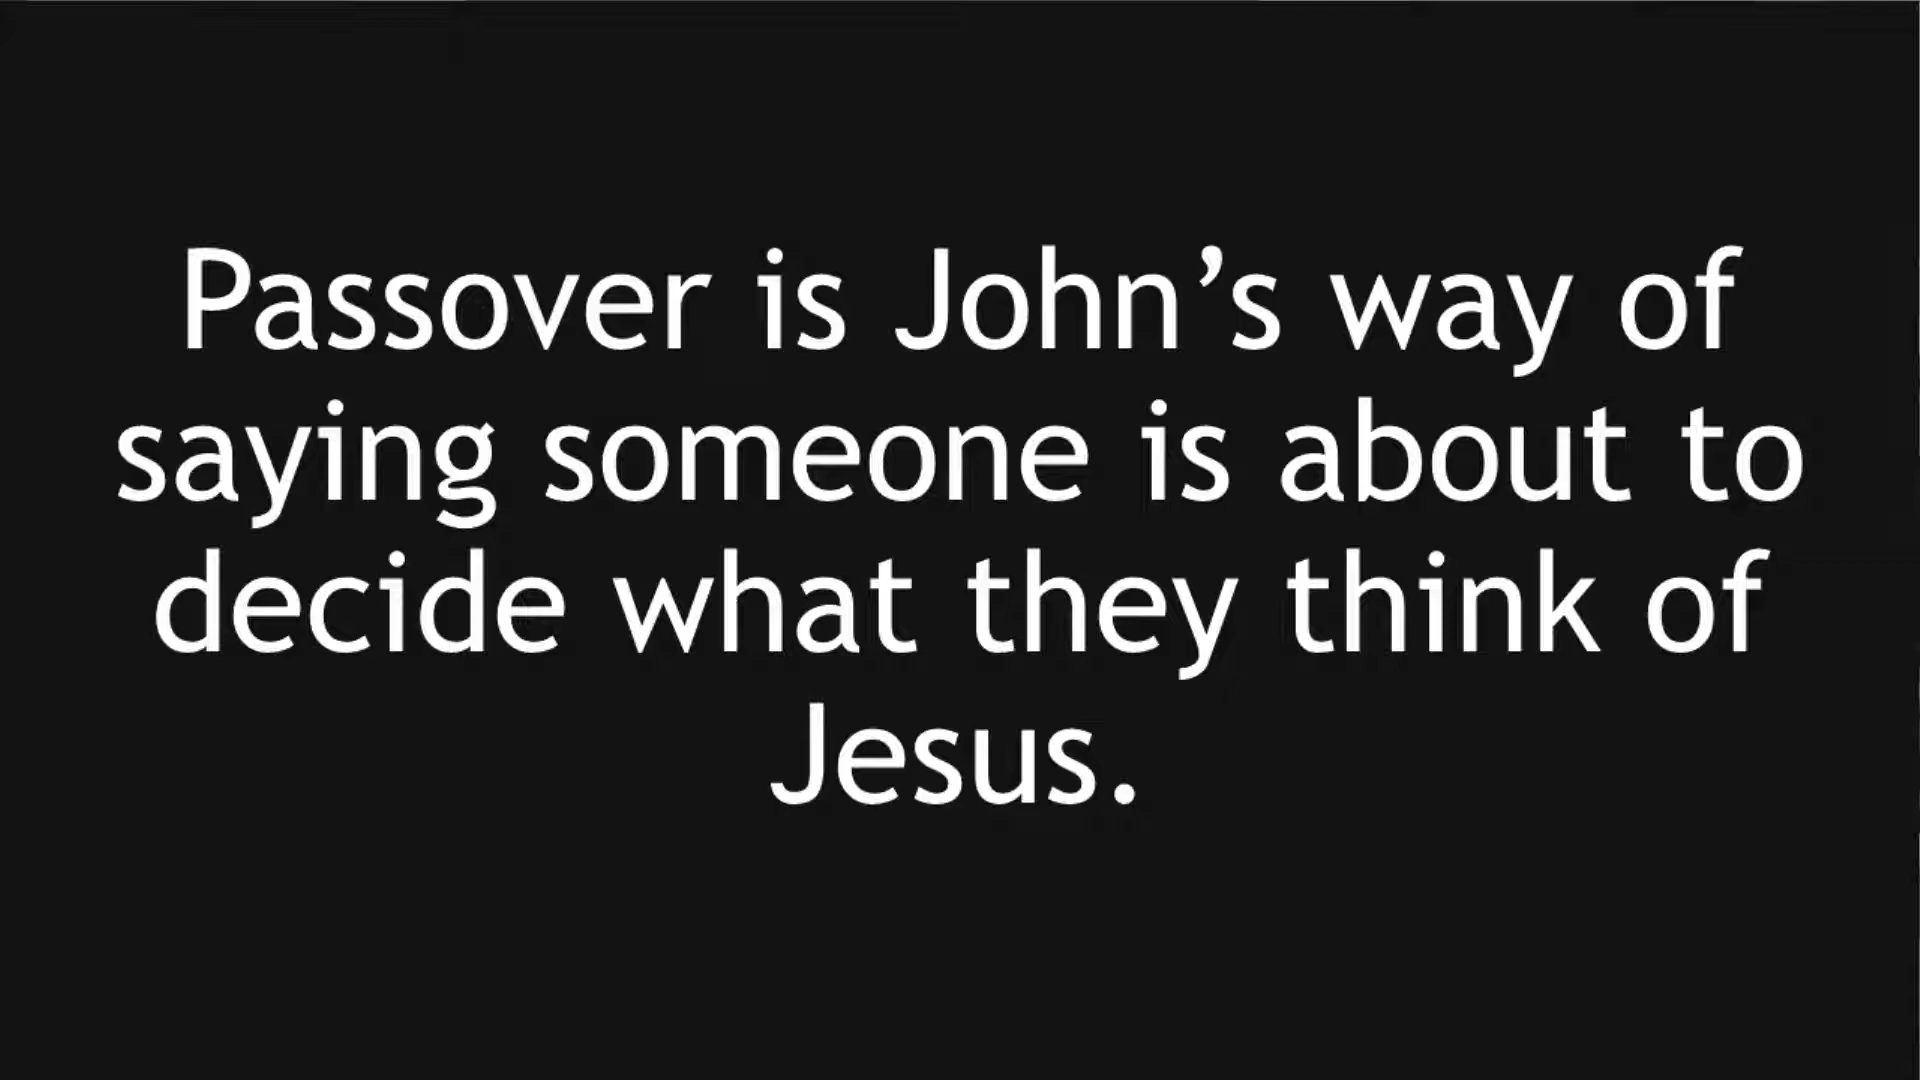 Passover is John’s way of
saying someone is about to
decide what they think of
Jesus.